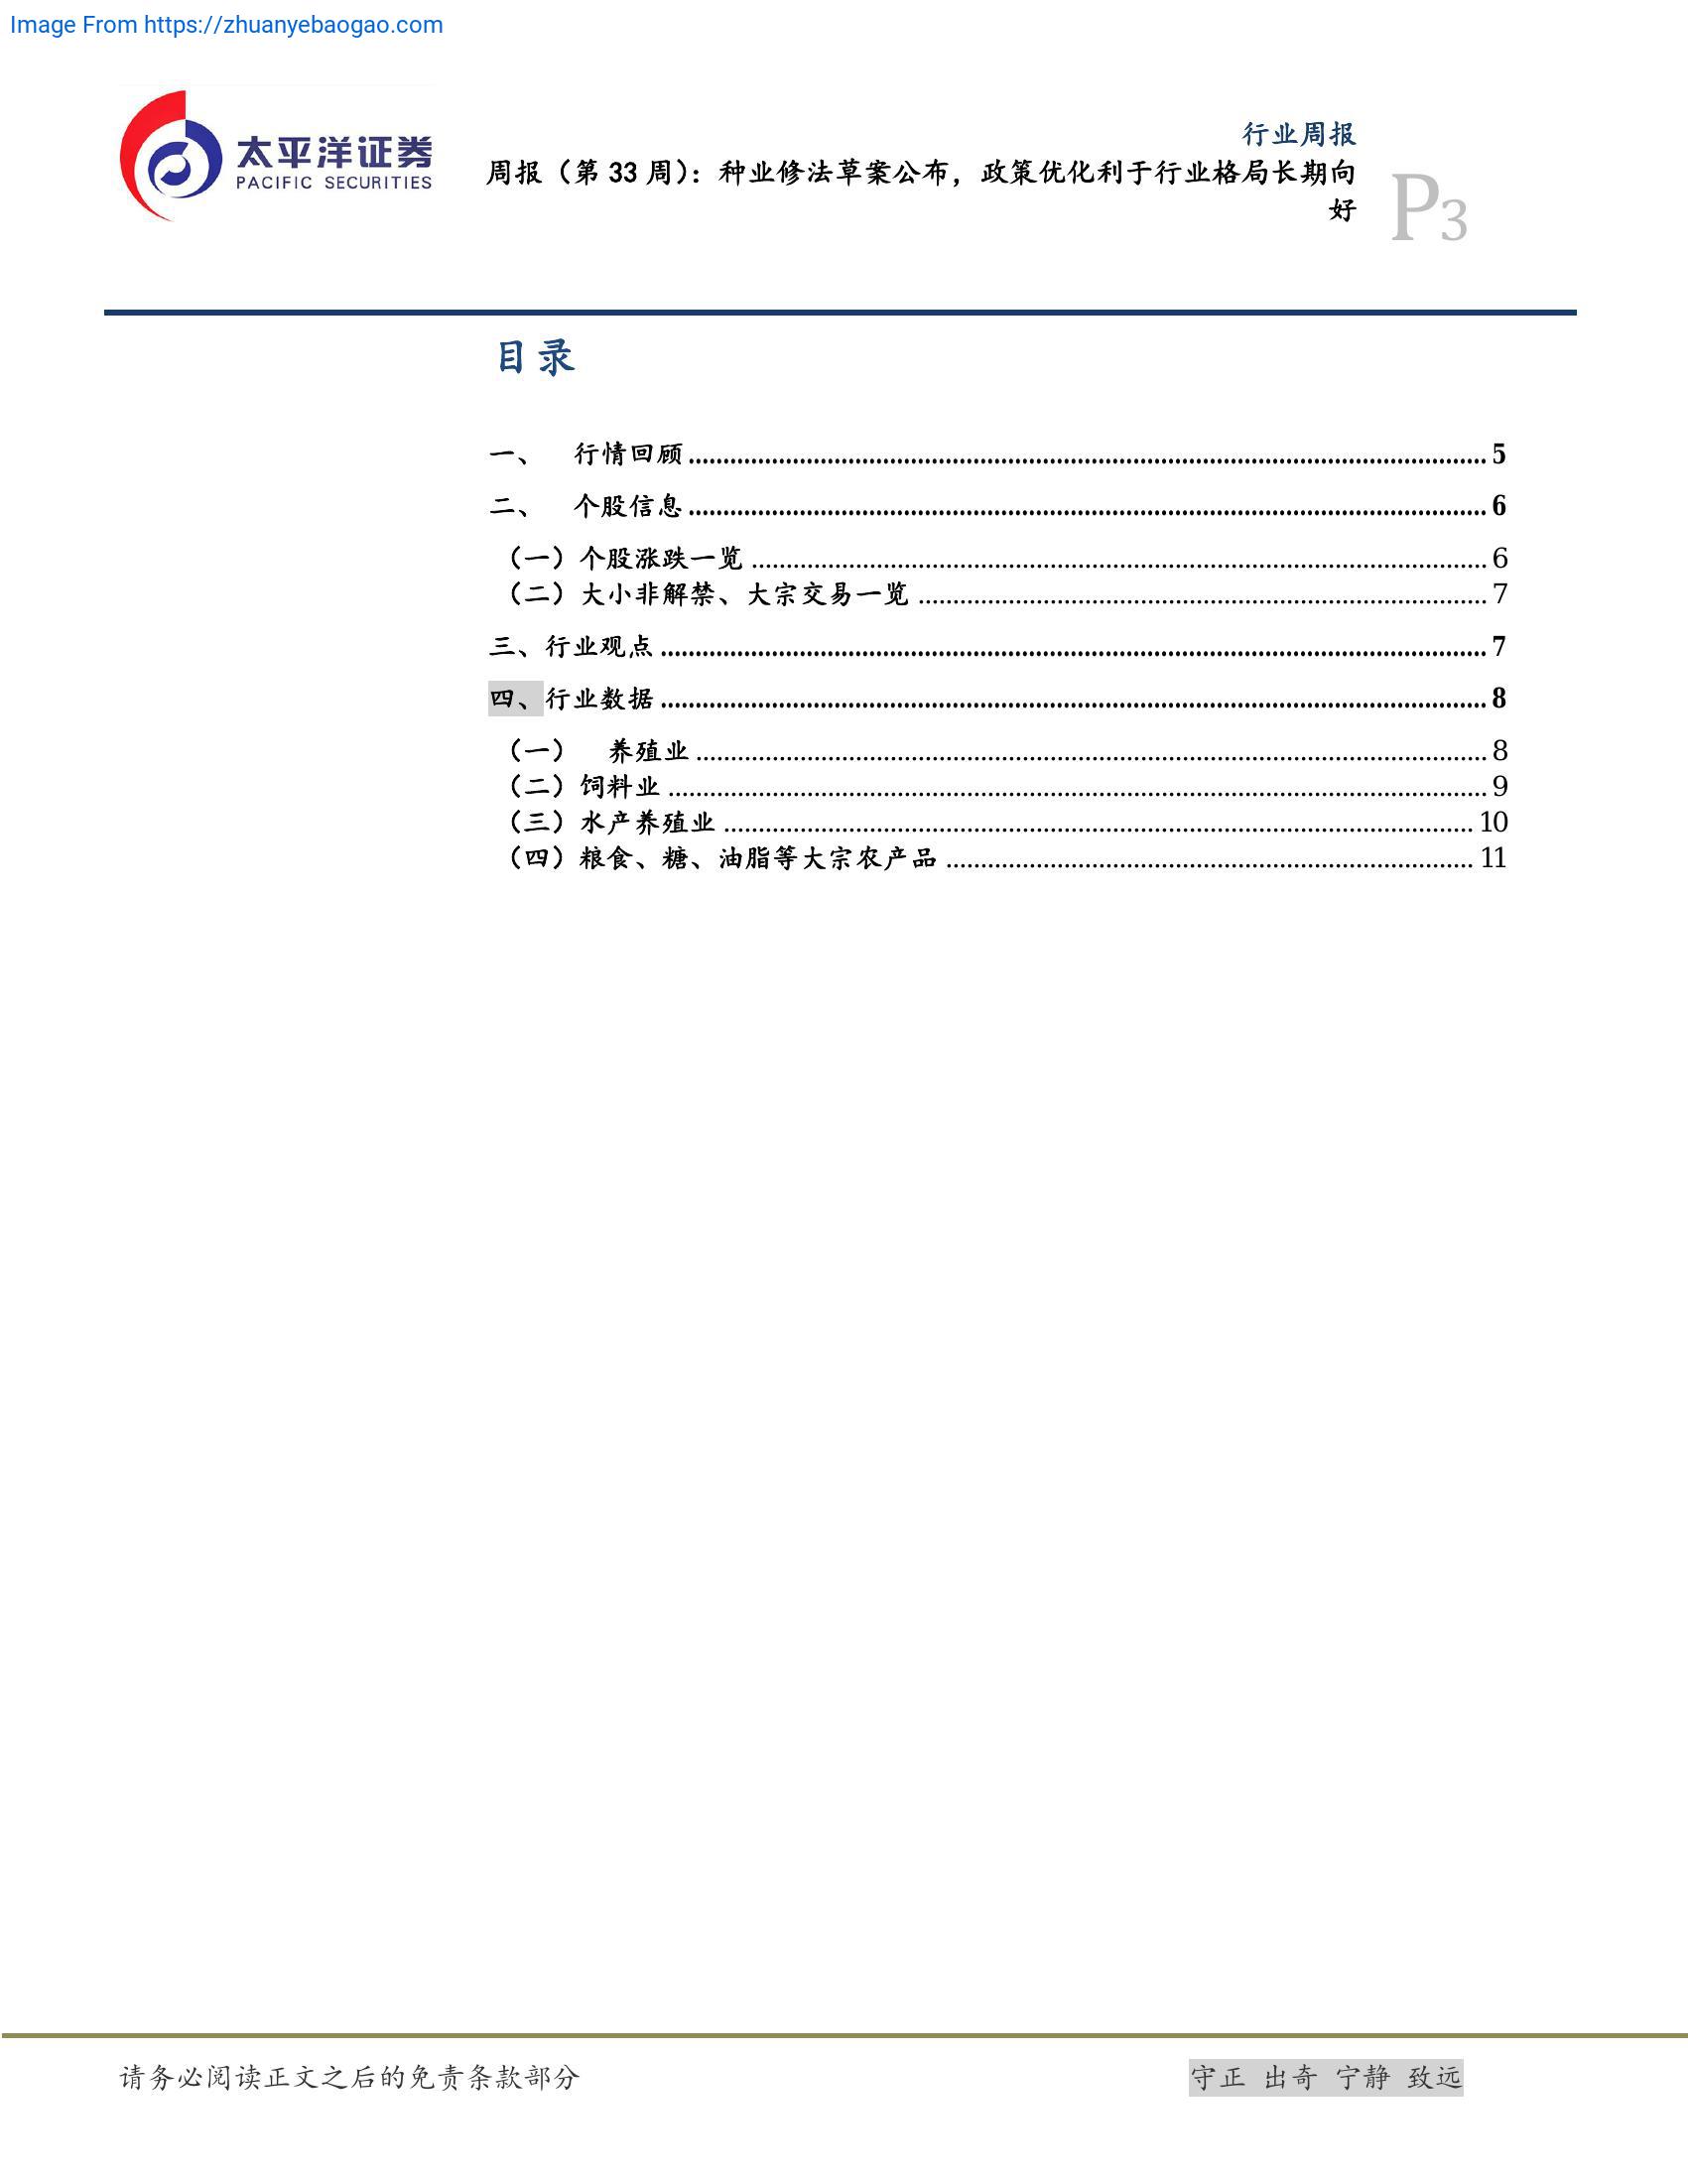 Image From https://zhuanyebaogao.com
太平洋证券
PACIFIC SECURITIES
行业周报
周报（第 33 周）：种业修法草案公布，政策优化利于行业格局长期向
好
P3
目录
一、 行情回顾 5
二、 个股信息 6
（一）个股涨跌一览 6
（二）大小非解禁、大宗交易一览 7
三、行业观点 7
四、行业数据 8
（一） 养殖业 8
（二）饲料业 9
（三）水产养殖业 10
（四）粮食、糖、油脂等大宗农产品 11
请务必阅读正文之后的免责条款部分
守正 出奇 宁静 致远